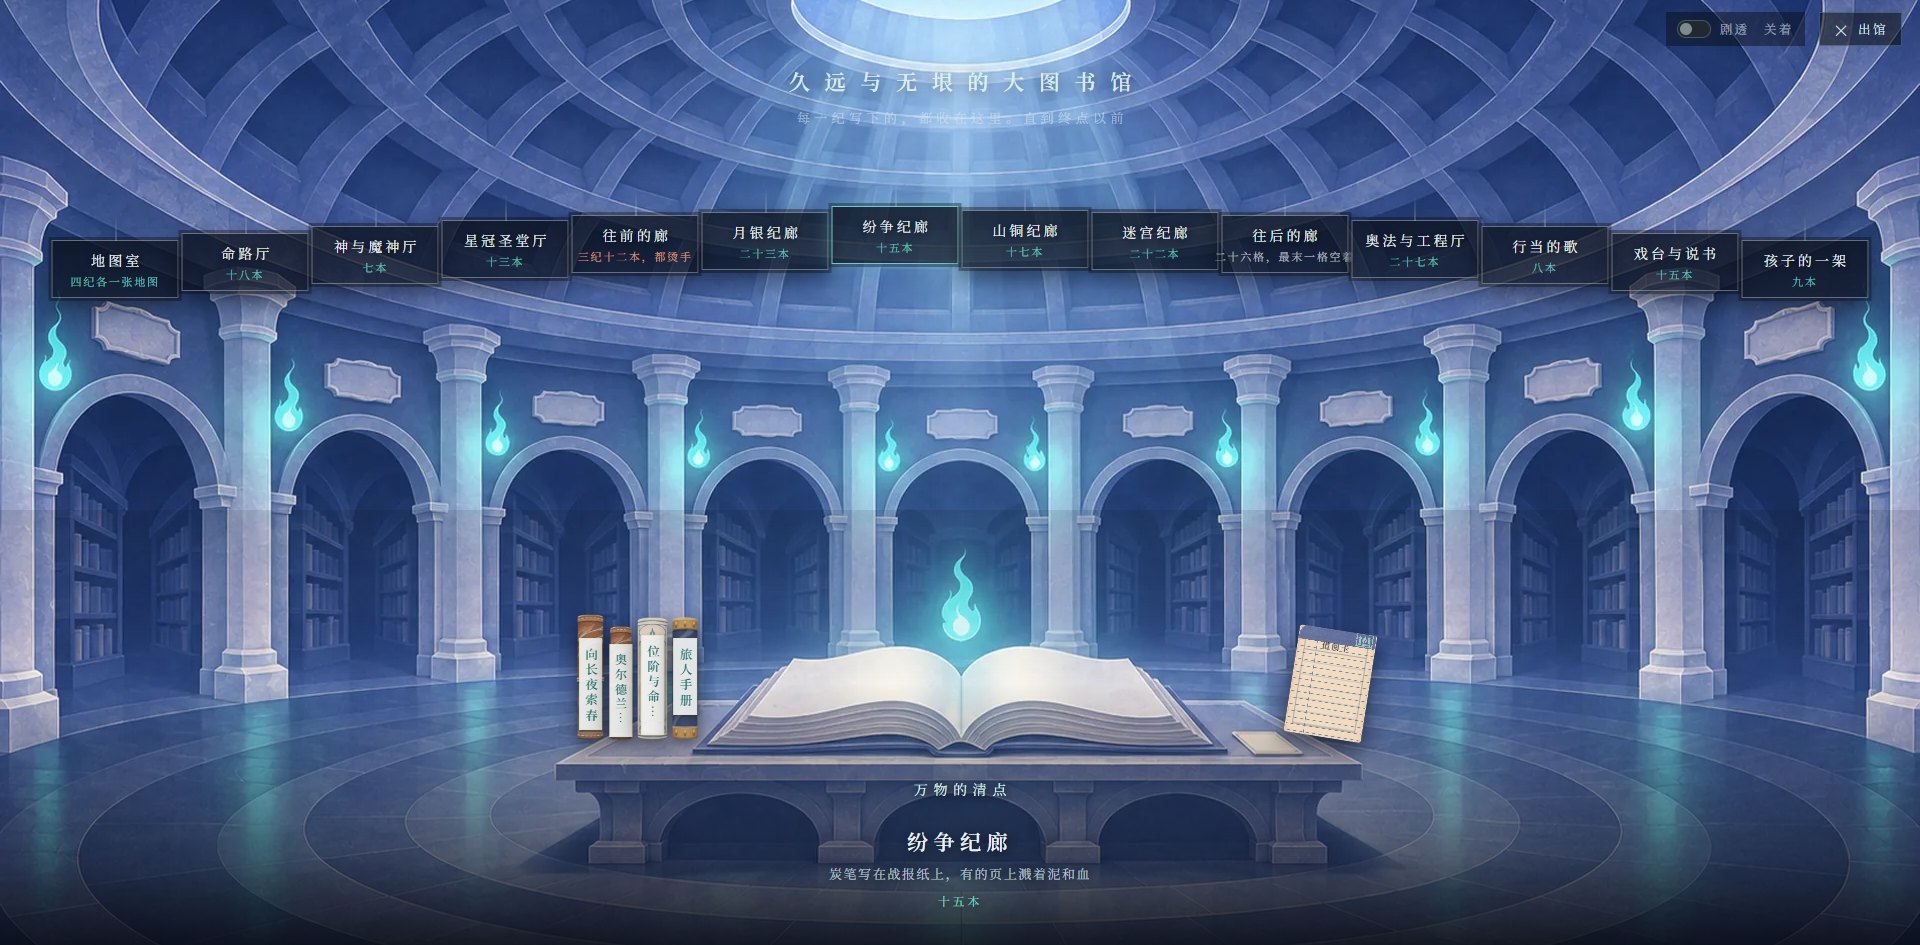 剧透 关着
出馆
久远与无垠的大图书馆
每一纪写下的，都收在这里。直到终点以前
地图室
四纪各一张地图
命路厅
十八本
神与魔神厅
七本
星冠圣堂厅
十三本
往前的廊
三纪十二本，都烫手
月银纪廊
二十三本
纷争纪廊
十五本
山铜纪廊
十七本
迷宫纪廊
二十二本
往后的廊
二十六格，最末一格空着
奥法与工程厅
二十七本
行当的歌
八本
戏台与说书
十五本
孩子的一架
九本
向长夜索春
奥尔德兰…
位阶与命…
旅人手册
万物的清点
纷争纪廊
炭笔写在战报纸上，有的页上溅着泥和血
十五本